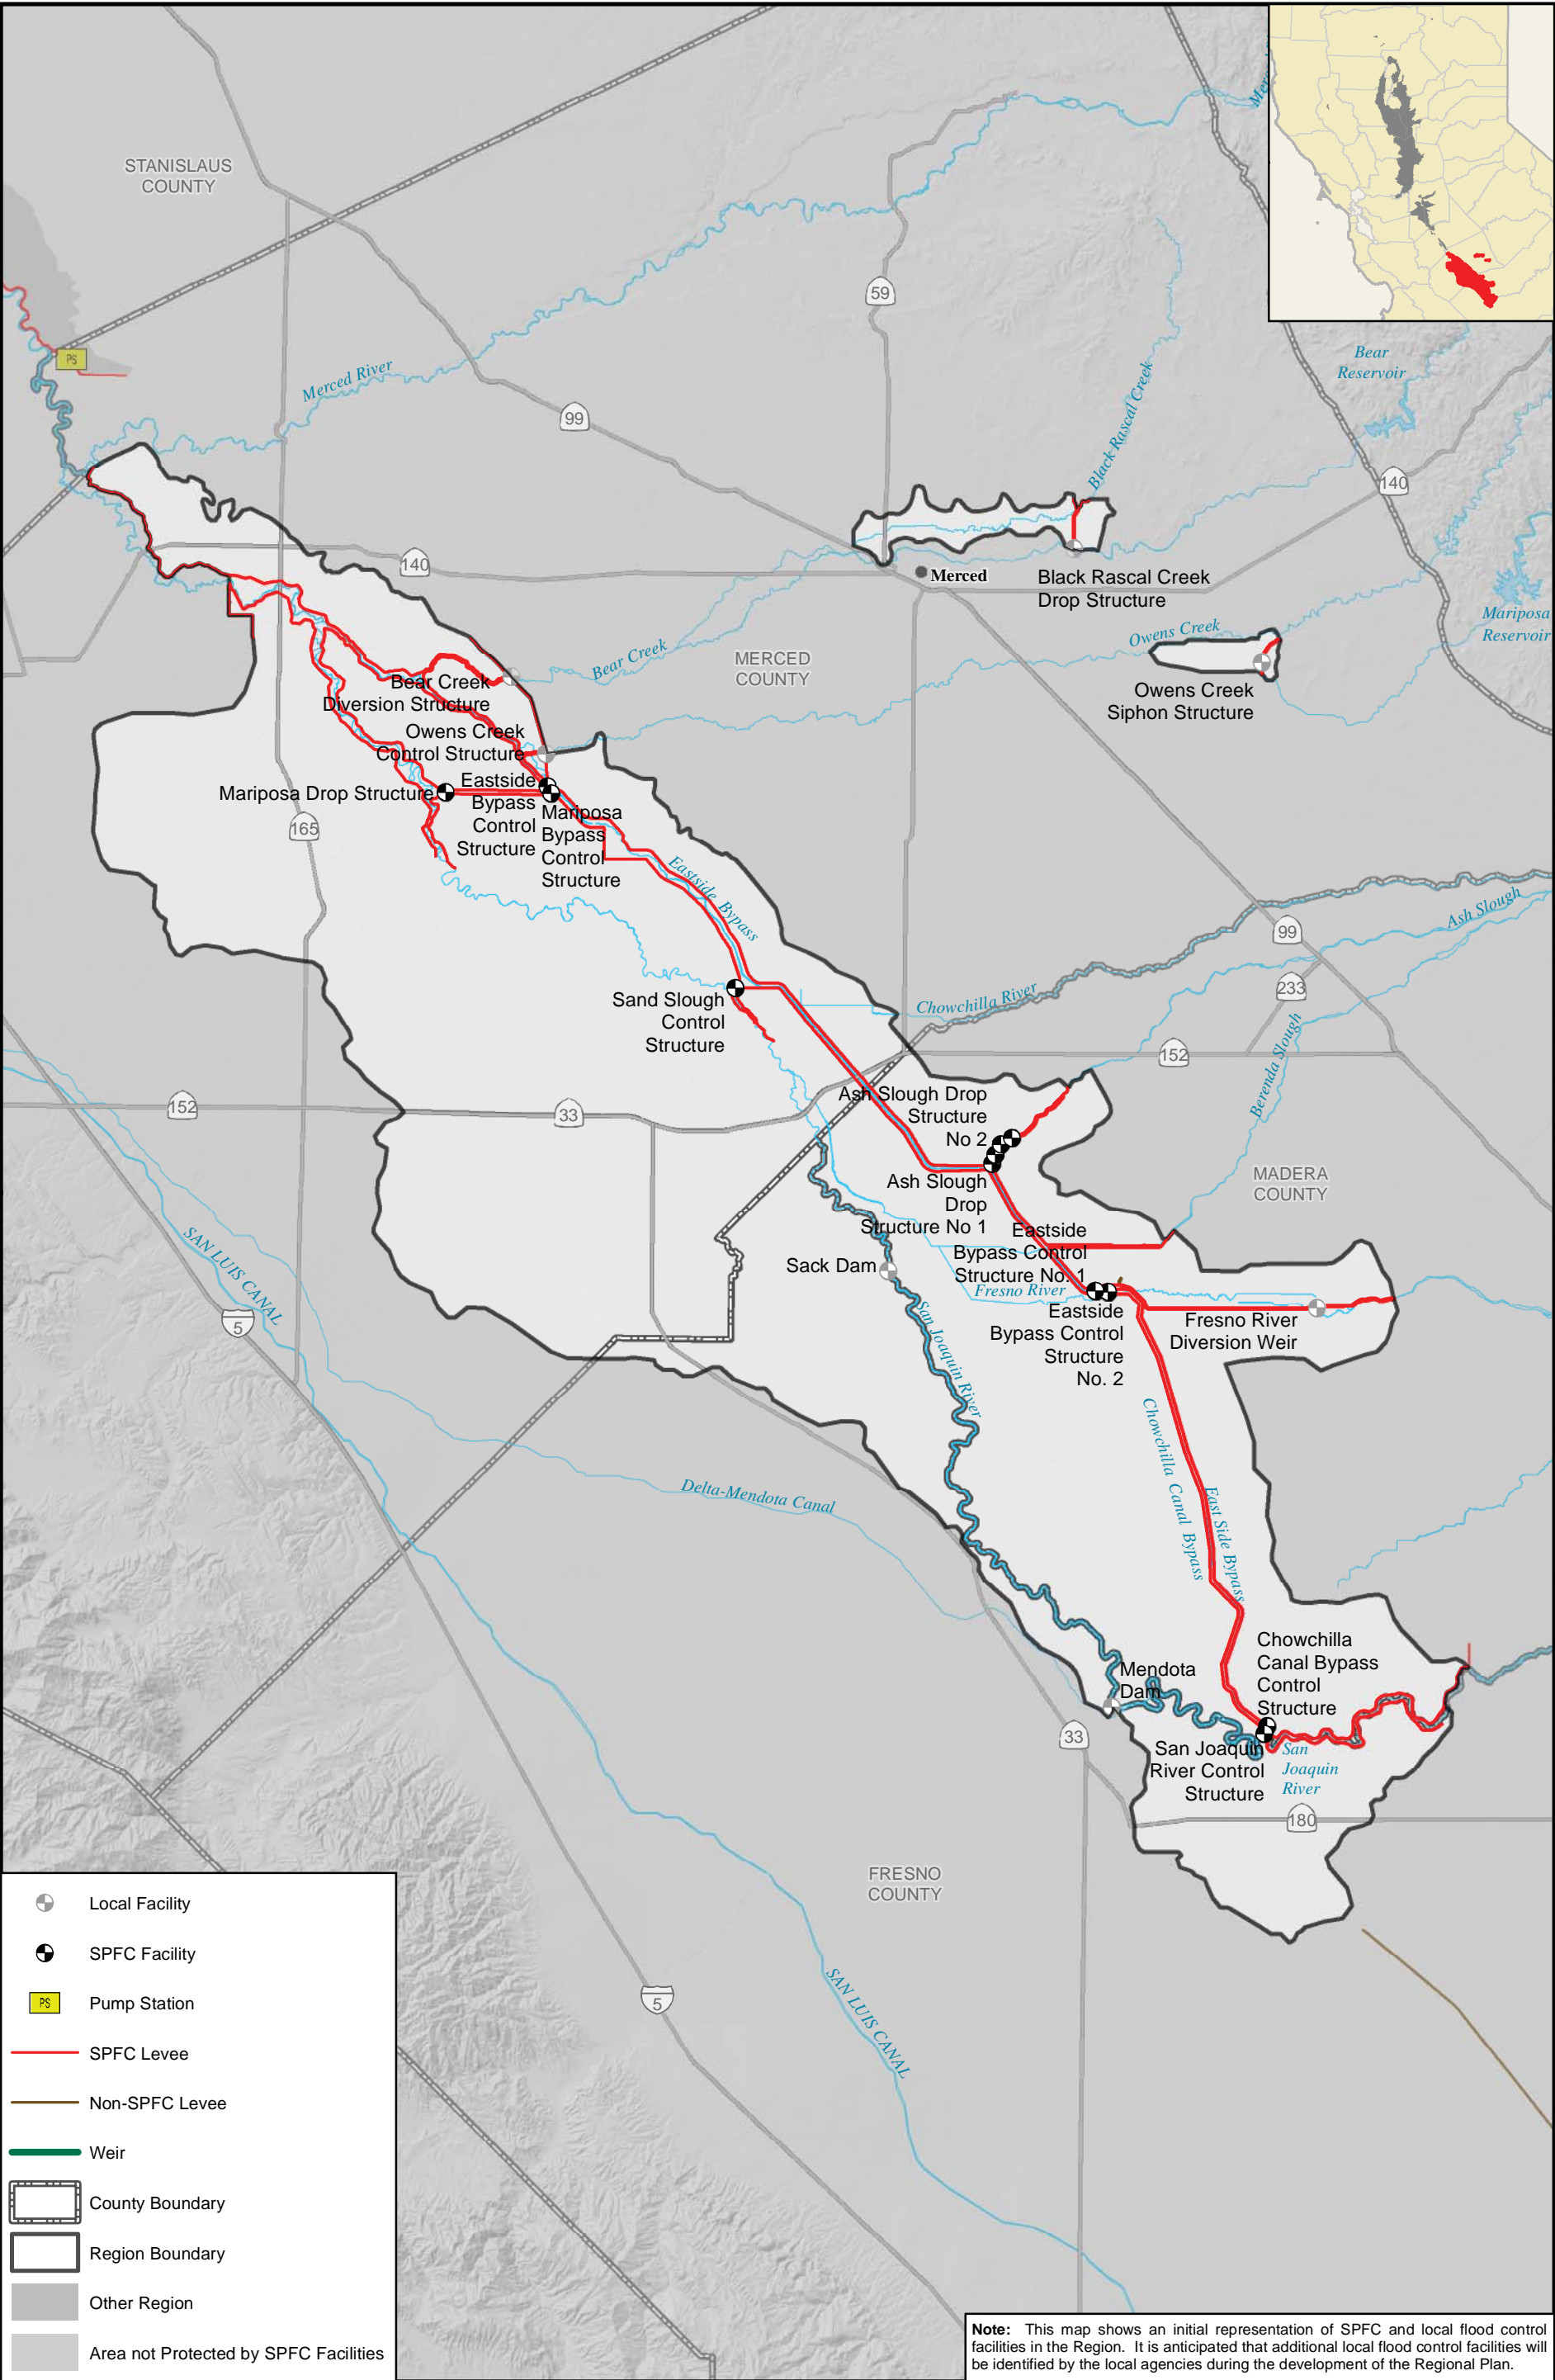 STANISLAUS
COUNTY
Mer
59
Bear
Reservoir
PS
Merced River
Black Rascal Creek
99
140
140
Merced
Black Rascal Creek
Drop Structure
Mariposa
Reservoir
Owens Creek
Bear Creek
MERCED
COUNTY
Owens Creek
Siphon Structure
Bear Creek
Diversion Structure
Owens Creek
Control Structure
Mariposa Drop Structure
Eastside
Bypass
Control
Structure
Mariposa
Bypass
Control
Structure
165
Eastside Bypass
Ash Slough
99
233
Sand Slough
Control
Structure
Chowchilla River
152
Berenda Slough
152
33
Ash Slough Drop
Structure
No 2
MADERA
COUNTY
Ash Slough
Drop
Structure No 1
Eastside
Bypass Control
Structure No. 1
SAN LUIS CANAL
Sack Dam
Fresno River
5
San Joaquin River
Eastside
Bypass Control
Structure
No. 2
Fresno River
Diversion Weir
Chowchilla Canal Bypass
East Side Bypass
Delta-Mendota Canal
Chowchilla
Canal Bypass
Control
Structure
Mendota
Dam
33
San Joaquin
River Control
Structure
San
Joaquin
River
180
FRESNO
COUNTY
5
SAN LUIS CANAL
Local Facility
SPFC Facility
PS
Pump Station
SPFC Levee
Non-SPFC Levee
Weir
County Boundary
Region Boundary
Other Region
Area not Protected by SPFC Facilities
Note: This map shows an initial representation of SPFC and local flood control
facilities in the Region. It is anticipated that additional local flood control facilities will
be identified by the local agencies during the development of the Regional Plan.